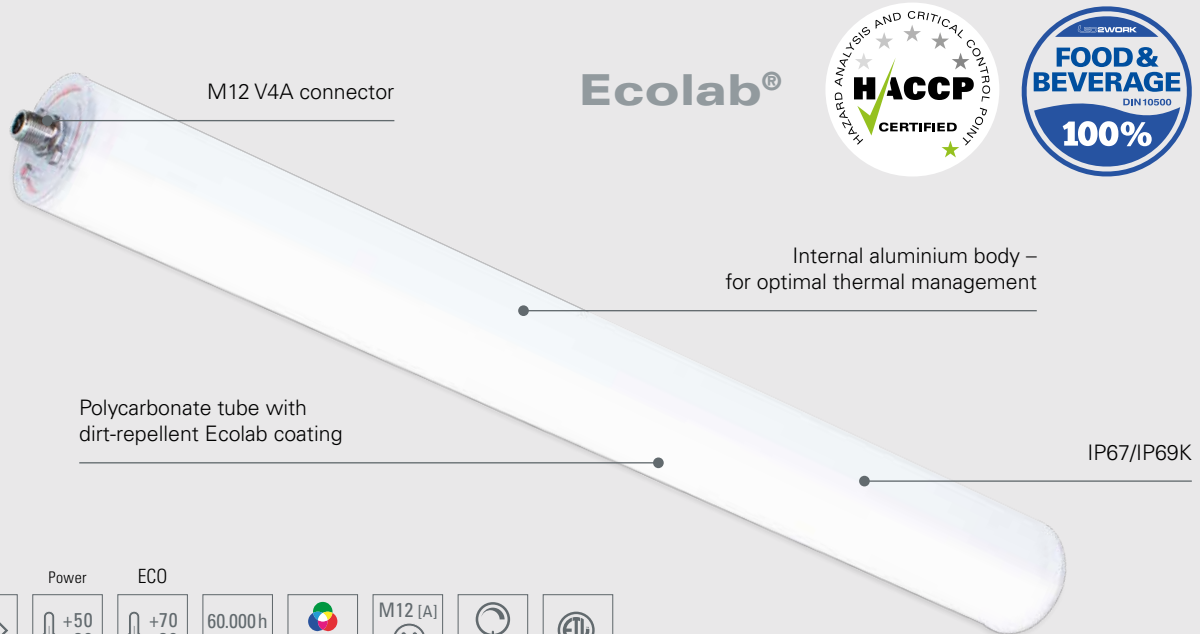 M12 V4A connector
Ecolab®
HAZARD ANALYSIS AND CRITICAL CONTROL POINT
HACCP
CERTIFIED
LED2WORK
FOOD &
BEVERAGE
DIN 10500
100%
Internal aluminium body –
for optimal thermal management
Polycarbonate tube with
dirt-repellent Ecolab coating
IP67/IP69K
Power
ECO
+50
+70
60.000 h
M12 [A]
ETL